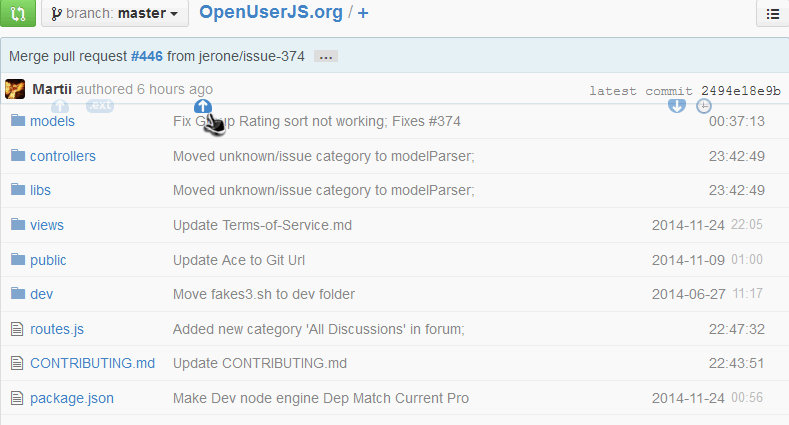 branch: master OpenUserJS.org / +
Merge pull request #446 from jerone/issue-374 ...
Martii authored 6 hours ago latest commit 2494e18e9b
.ext
models Fix Group Rating sort not working; Fixes #374 00:37:13
controllers Moved unknown/issue category to modelParser; 23:42:49
libs Moved unknown/issue category to modelParser; 23:42:49
views Update Terms-of-Service.md 2014-11-24 22:05
public Update Ace to Git Url 2014-11-09 01:00
dev Move fakes3.sh to dev folder 2014-06-27 11:17
routes.js Added new category 'All Discussions' in forum; 22:47:32
CONTRIBUTING.md Update CONTRIBUTING.md 22:43:51
package.json Make Dev node engine Dep Match Current Pro 2014-11-24 00:56